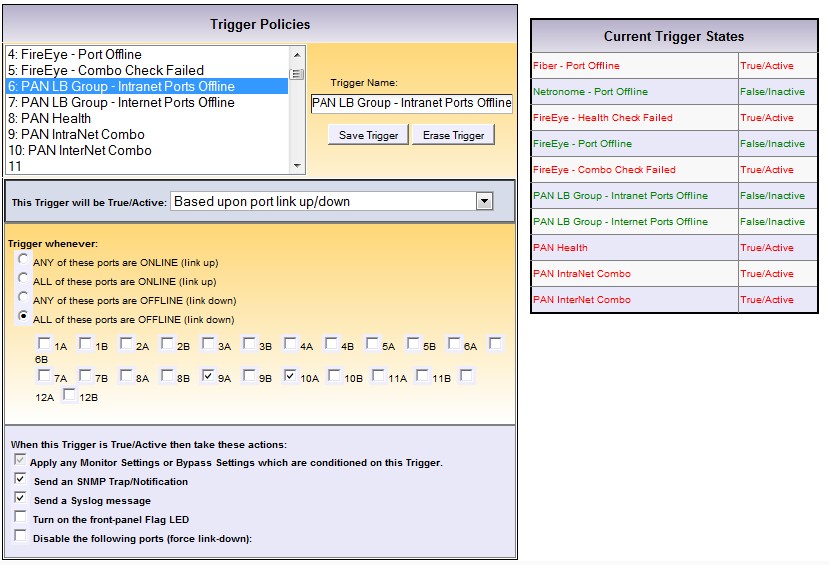 Trigger Policies
4: FireEye - Port Offline
5: FireEye - Combo Check Failed
6: PAN LB Group - Intranet Ports Offline
7: PAN LB Group - Internet Ports Offline
8: PAN Health
9: PAN IntraNet Combo
10: PAN InterNet Combo
11
Trigger Name:
PAN LB Group - Intranet Ports Offline
Save Trigger Erase Trigger
This Trigger will be True/Active: Based upon port link up/down
Trigger whenever:
ANY of these ports are ONLINE (link up)
ALL of these ports are ONLINE (link up)
ANY of these ports are OFFLINE (link down)
ALL of these ports are OFFLINE (link down)
1A 1B 2A 2B 3A 3B 4A 4B 5A 5B 6A
6B
7A 7B 8A 8B 9A 9B 10A 10B 11A 11B
12A 12B
When this Trigger is True/Active then take these actions:
Apply any Monitor Settings or Bypass Settings which are conditioned on this Trigger.
Send an SNMP Trap/Notification
Send a Syslog message
Turn on the front-panel Flag LED
Disable the following ports (force link-down):
Current Trigger States
Fiber - Port Offline True/Active
Netronome - Port Offline False/Inactive
FireEye - Health Check Failed True/Active
FireEye - Port Offline False/Inactive
FireEye - Combo Check Failed True/Active
PAN LB Group - Intranet Ports Offline False/Inactive
PAN LB Group - Internet Ports Offline False/Inactive
PAN Health True/Active
PAN IntraNet Combo True/Active
PAN InterNet Combo True/Active